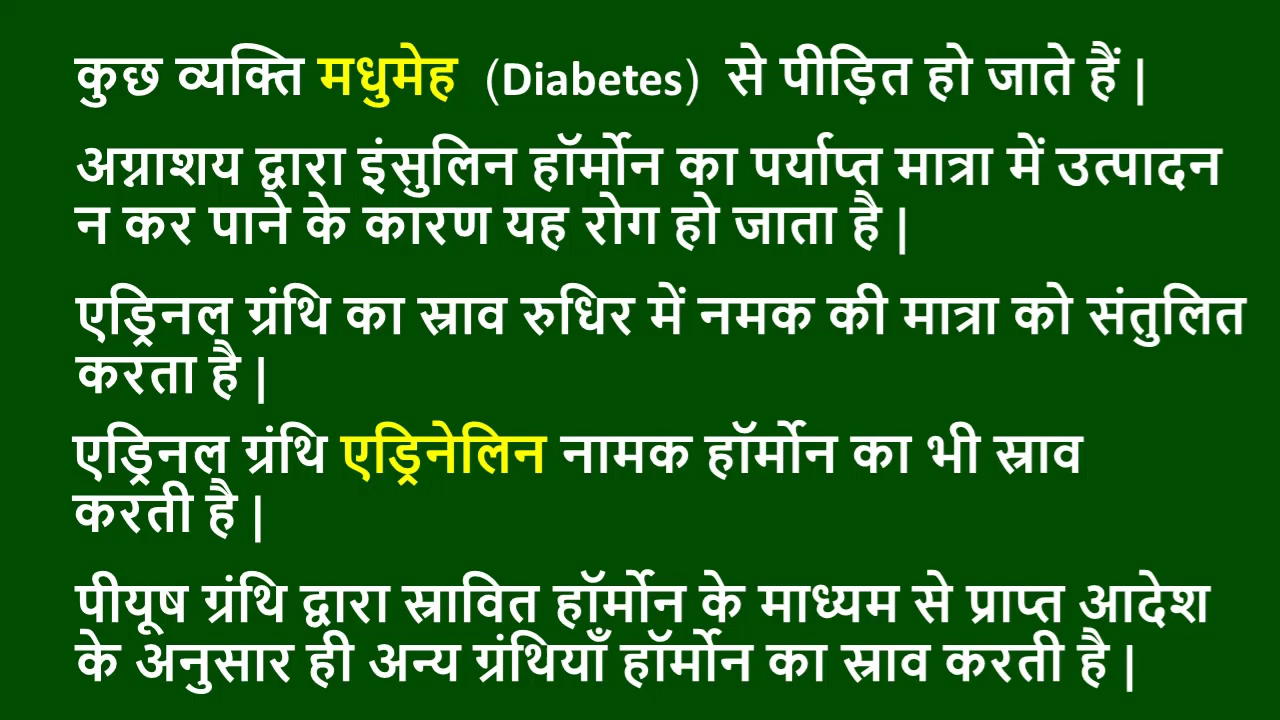 कुछ व्यक्ति मधुमेह (Diabetes) से पीड़ित हो जाते हैं |
अग्नाशय द्वारा इंसुलिन हॉर्मोन का पर्याप्त मात्रा में उत्पादन
न कर पाने के कारण यह रोग हो जाता है |
एड्रिनल ग्रंथि का स्राव रुधिर में नमक की मात्रा को संतुलित
करता है |
एड्रिनल ग्रंथि एड्रिनेलिन नामक हॉर्मोन का भी स्राव
करती है |
पीयूष ग्रंथि द्वारा स्रावित हॉर्मोन के माध्यम से प्राप्त आदेश
के अनुसार ही अन्य ग्रंथियाँ हॉर्मोन का स्राव करती है |